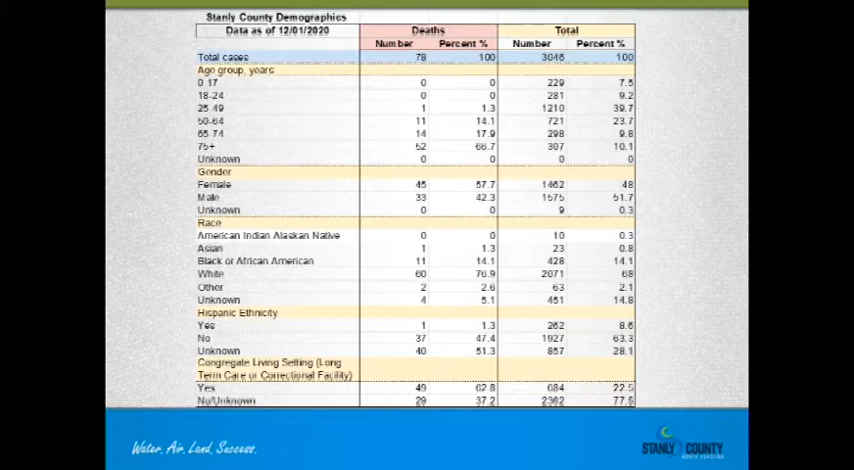 Stanly County Demographics
Data as of 12/01/2020 Deaths Total
Number Percent % Number Percent %
Total cases 78 100 3046 100
Age group, years
0-17 0 0 229 7.5
18-24 0 0 281 9.2
25-49 1 1.3 1210 39.7
50-64 11 14.1 721 23.7
65-74 14 17.9 298 9.8
75+ 52 66.7 307 10.1
Unknown 0 0 0 0
Gender
Female 45 57.7 1462 48
Male 33 42.3 1575 51.7
Unknown 0 0 9 0.3
Race
American Indian Alaskan Native 0 0 10 0.3
Asian 1 1.3 23 0.8
Black or African American 11 14.1 428 14.1
White 60 76.9 2071 68
Other 2 2.6 63 2.1
Unknown 4 5.1 451 14.8
Hispanic Ethnicity
Yes 1 1.3 262 8.6
No 37 47.4 1927 63.3
Unknown 40 51.3 857 28.1
Congregate Living Setting (Long
Term Care or Correctional Facility)
Yes 49 62.8 684 22.5
No/Unknown 29 37.2 2362 77.5
Water. Air. Land. Success.
STANLY COUNTY
NORTH CAROLINA